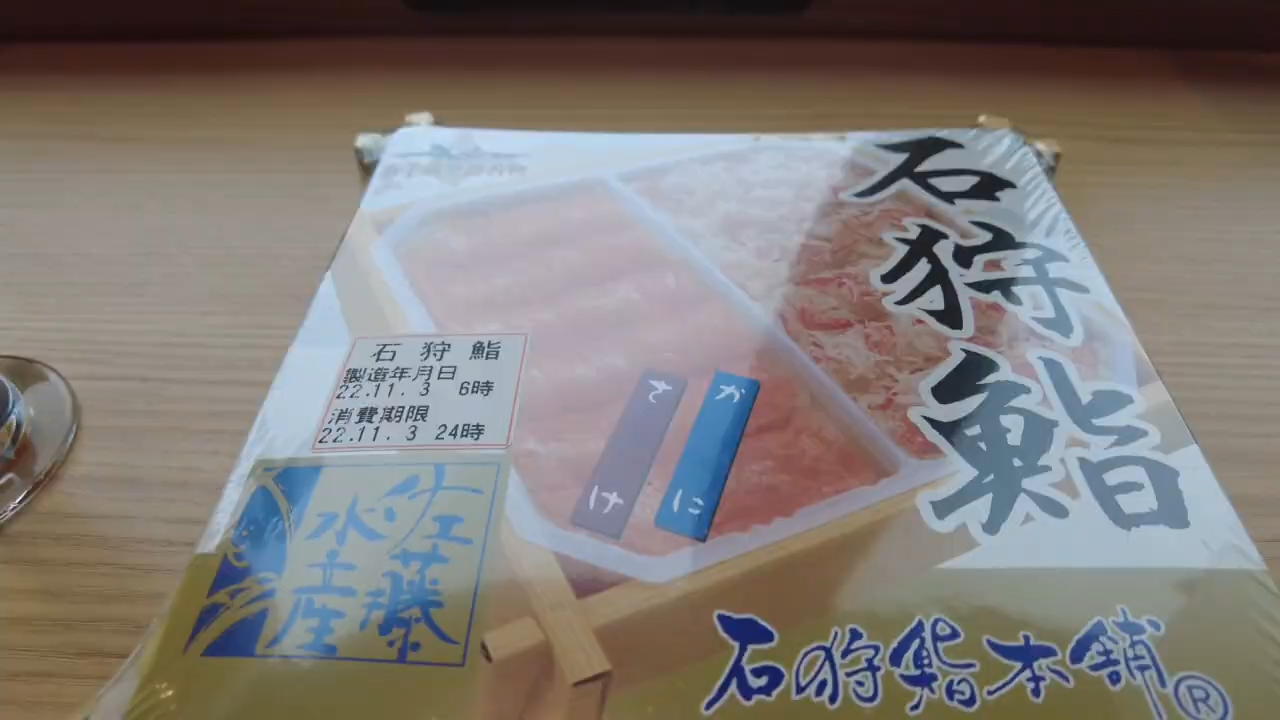 石狩鮨
石狩鮨
製造年月日
22.11.3 6時
消費期限
22.11.3 24時
さけ
かに
佐藤
水産
石狩鮨本舗®